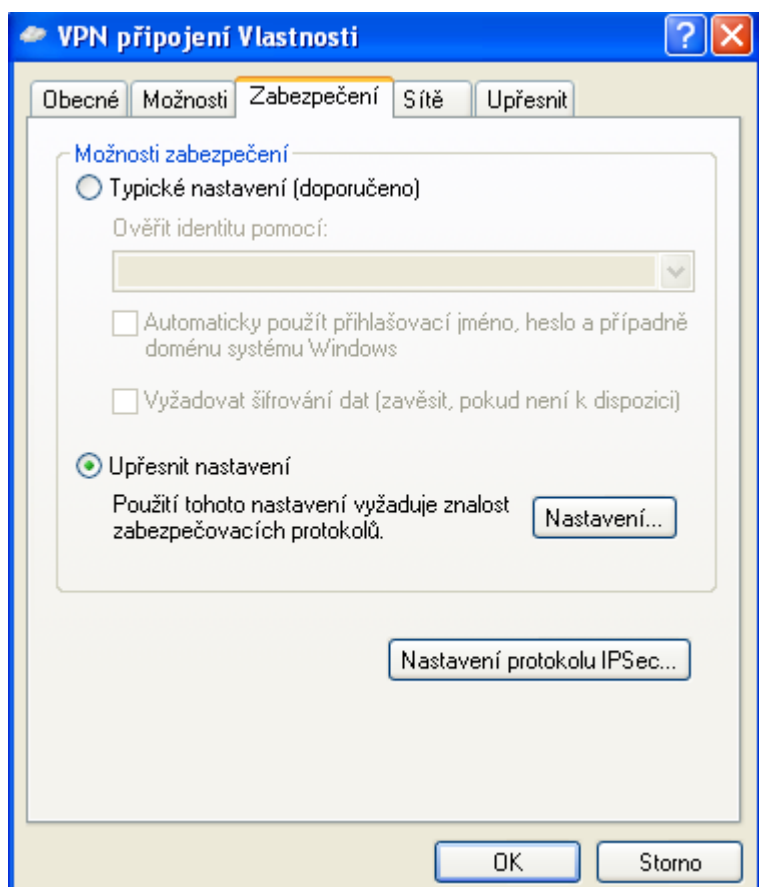 VPN připojení Vlastnosti
Obecné Možnosti Zabezpečení Sítě Upřesnit
Možnosti zabezpečení
Typické nastavení (doporučeno)
Ověřit identitu pomocí:
Automaticky použít přihlašovací jméno, heslo a případně
doménu systému Windows
Vyžadovat šifrování dat (zavěsit, pokud není k dispozici)
Upřesnit nastavení
Použití tohoto nastavení vyžaduje znalost
zabezpečovacích protokolů.
Nastavení...
Nastavení protokolu IPSec...
OK Storno